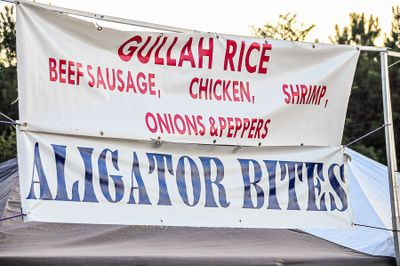 GULLAH RICE
BEEF SAUSAGE, CHICKEN, SHRIMP,
ONIONS & PEPPERS
ALIGATOR BITES